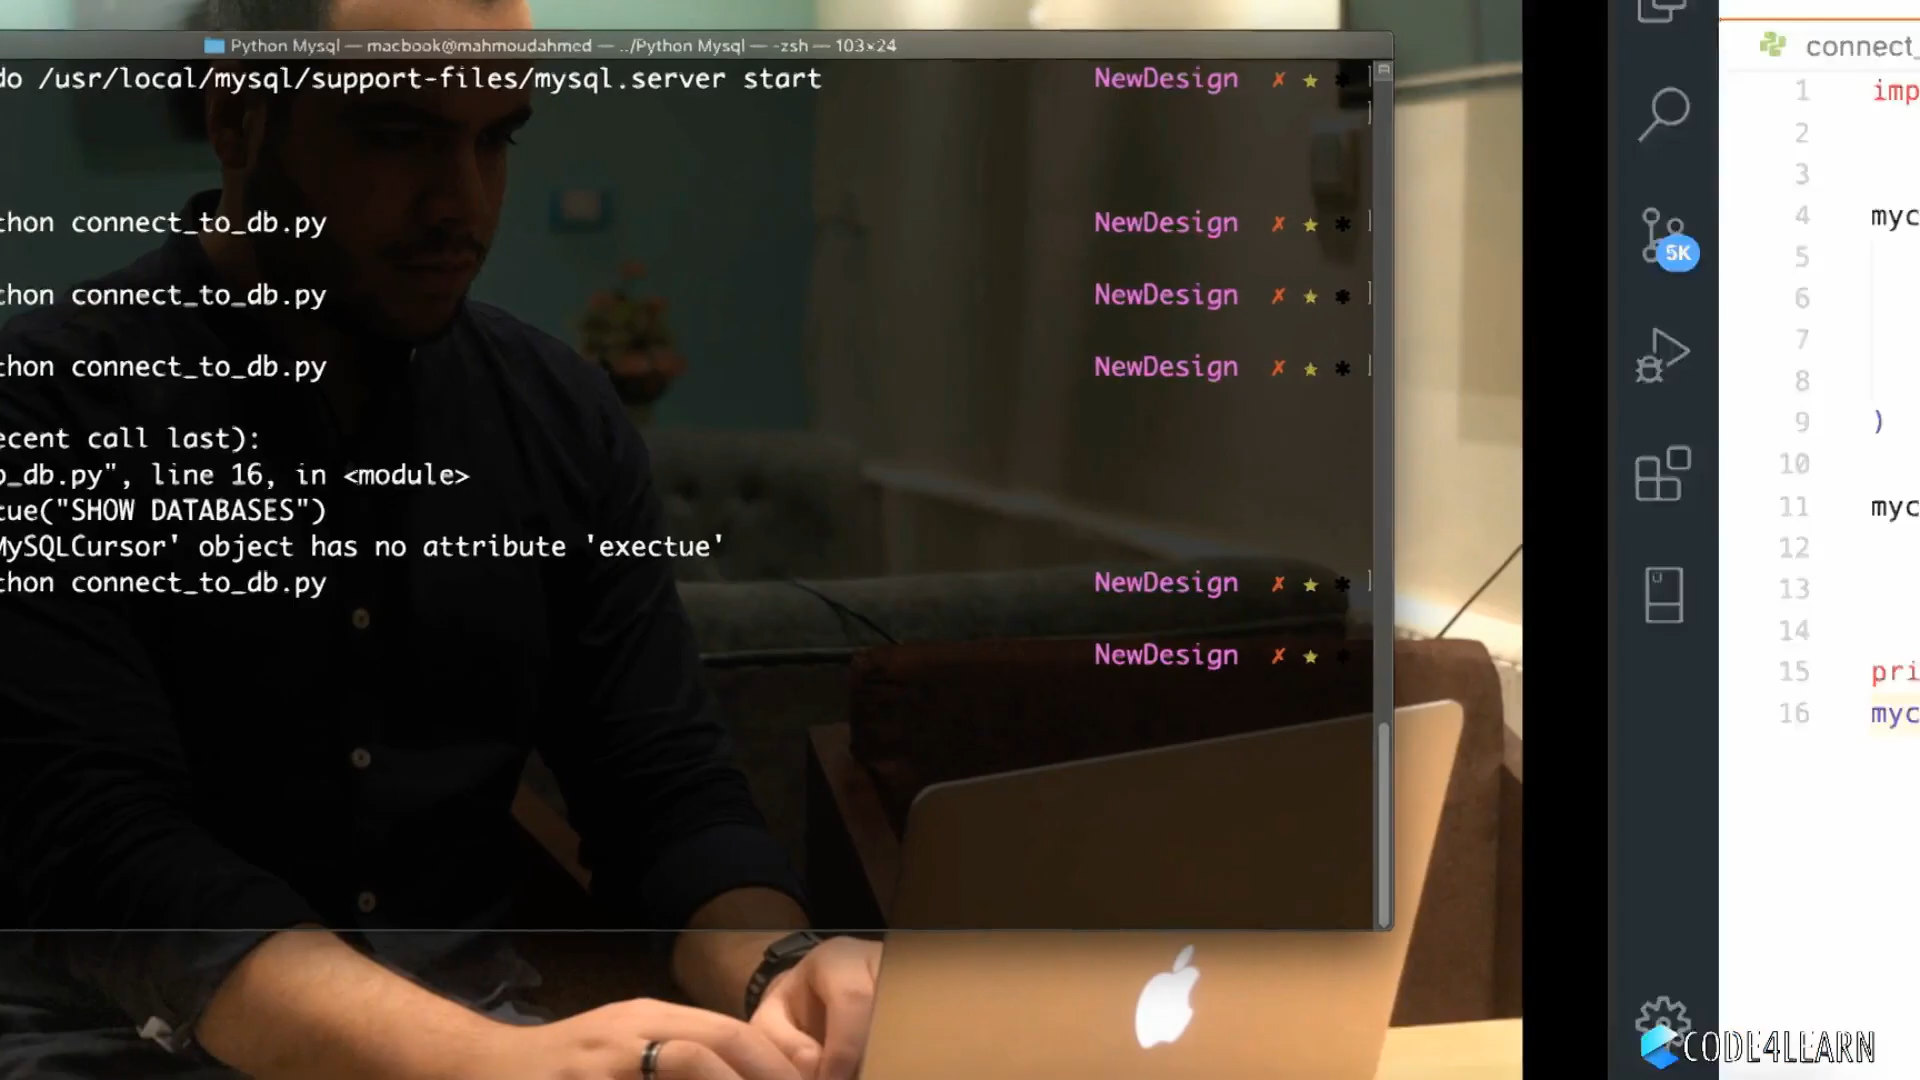 Python Mysql — macbook@mahmoudahmed — ../Python Mysql — -zsh — 103×24
do /usr/local/mysql/support-files/mysql.server start NewDesign ✗ ★ ✱
thon connect_to_db.py NewDesign ✗ ★ ✱
thon connect_to_db.py NewDesign ✗ ★ ✱
thon connect_to_db.py NewDesign ✗ ★ ✱
ecent call last):
o_db.py", line 16, in <module>
tue("SHOW DATABASES")
MySQLCursor' object has no attribute 'exectue'
thon connect_to_db.py NewDesign ✗ ★ ✱
NewDesign ✗ ★ ✱
5K
connect_
1 imp
2
3
4 myc
5
6
7
8
9 )
10
11 myc
12
13
14
15 pri
16 myc
CODE4LEARN